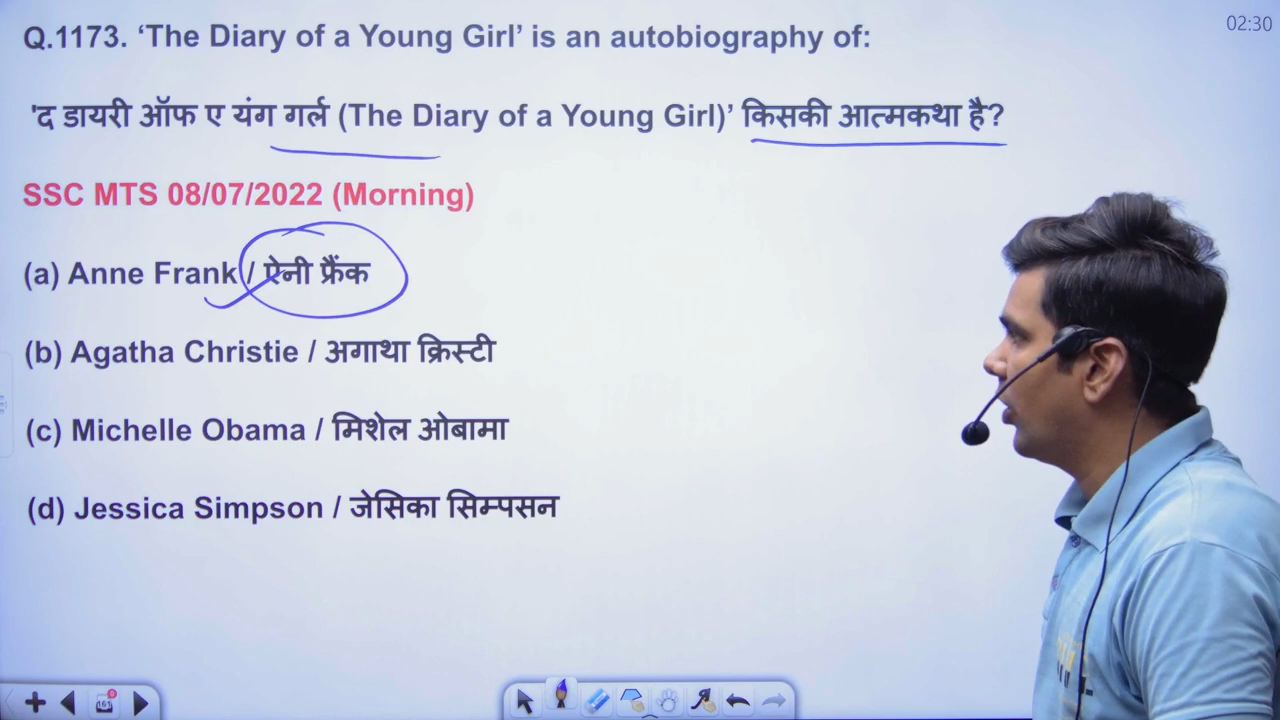 02:30
Q.1173. ‘The Diary of a Young Girl’ is an autobiography of:
'द डायरी ऑफ ए यंग गर्ल (The Diary of a Young Girl)’ किसकी आत्मकथा है?
SSC MTS 08/07/2022 (Morning)
(a) Anne Frank / ऐनी फ्रैंक
(b) Agatha Christie / अगाथा क्रिस्टी
(c) Michelle Obama / मिशेल ओबामा
(d) Jessica Simpson / जेसिका सिम्पसन
161